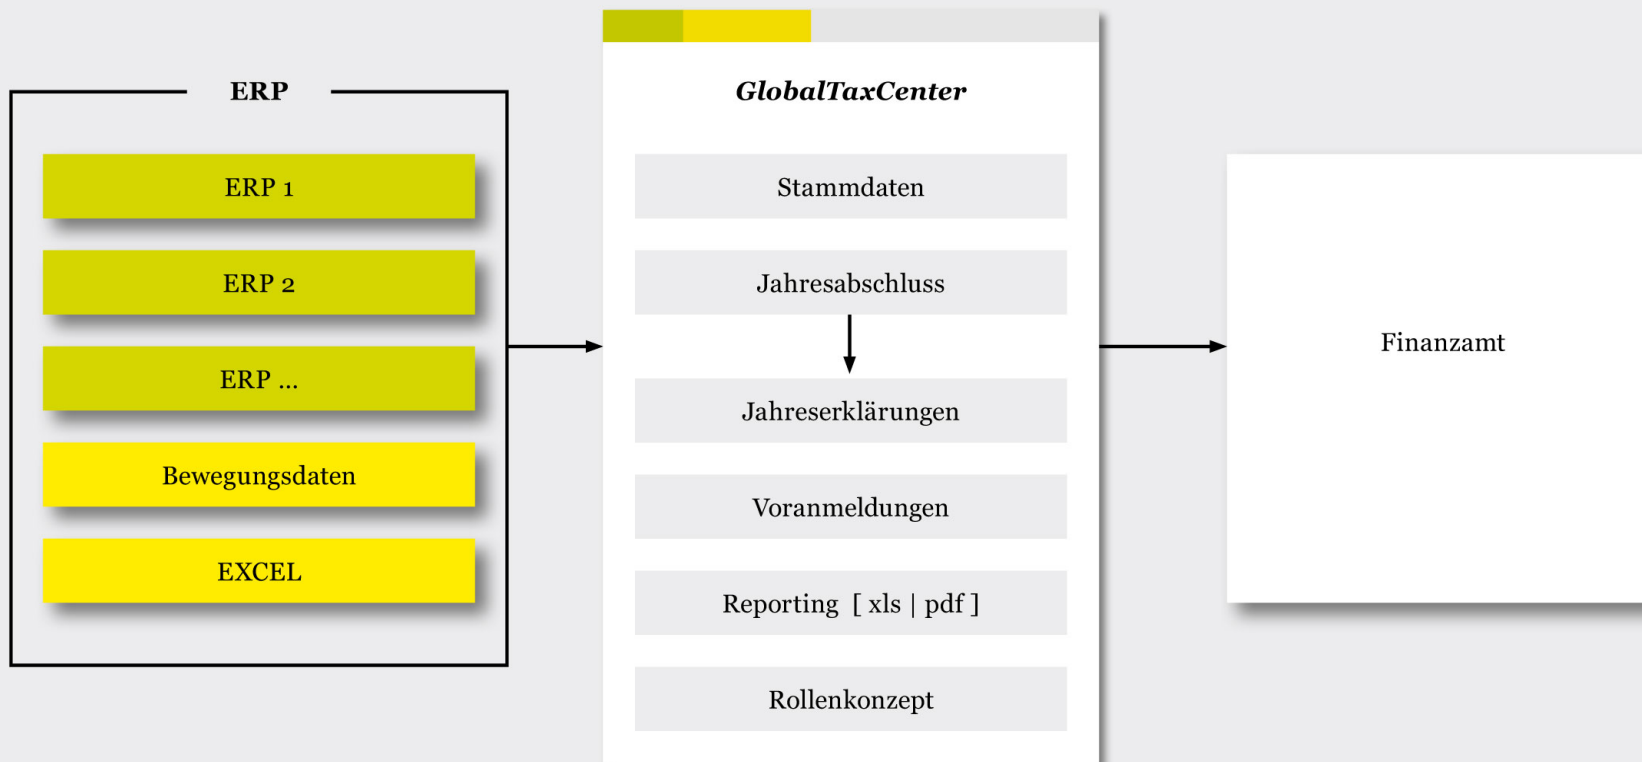 ERP
ERP 1
ERP 2
ERP ...
Bewegungsdaten
EXCEL
GlobalTaxCenter
Stammdaten
Jahresabschluss
Jahreserklärungen
Voranmeldungen
Reporting [ xls | pdf ]
Rollenkonzept
Finanzamt